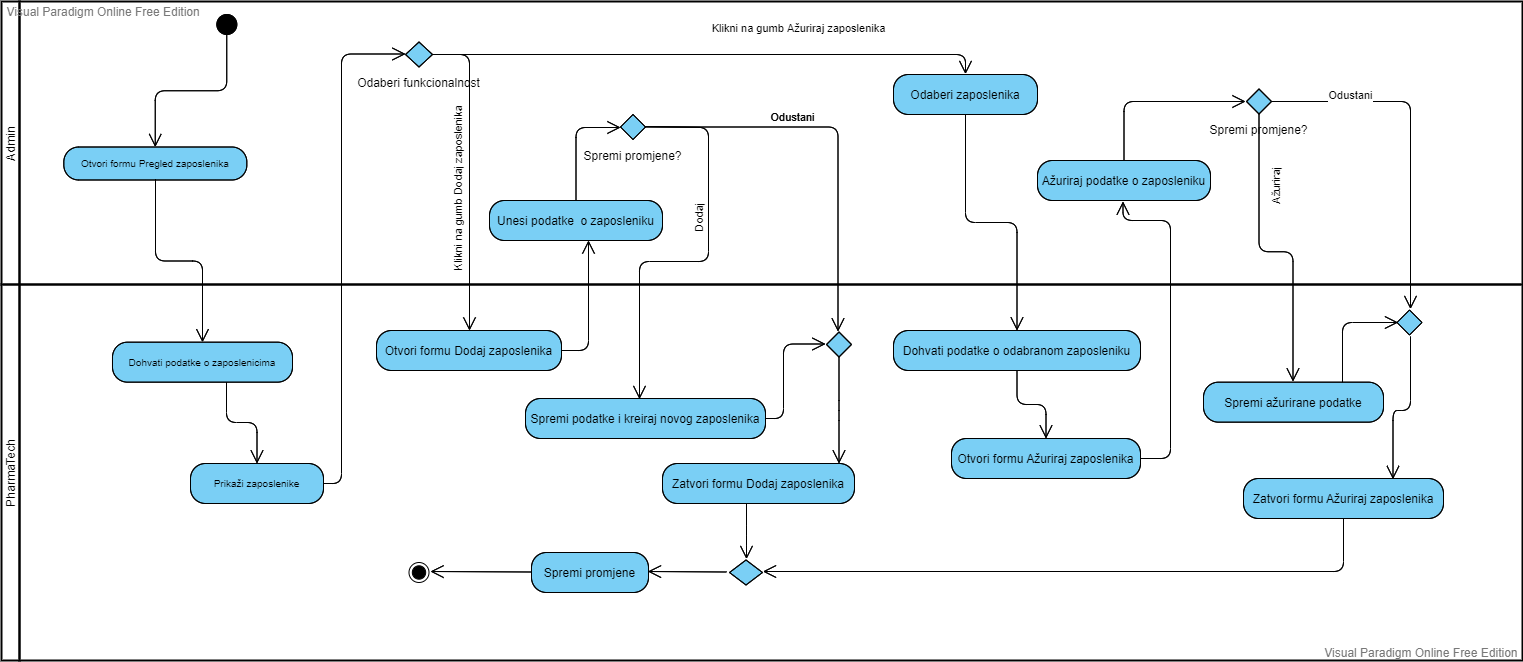 Visual Paradigm Online Free Edition
Klikni na gumb Ažuriraj zaposlenika
Odaberi funkcionalnost
Odaberi zaposlenika
Odustani
Odustani
Spremi promjene?
Spremi promjene?
Admin
Otvori formu Pregled zaposlenika
Klikni na gumb Dodaj zaposlenika
Ažuriraj podatke o zaposleniku
Ažuriraj
Unesi podatke  o zaposleniku
Dodaj
Dohvati podatke o zaposlenicima
Otvori formu Dodaj zaposlenika
Dohvati podatke o odabranom zaposleniku
Spremi ažurirane podatke
Spremi podatke i kreiraj novog zaposlenika
Otvori formu Ažuriraj zaposlenika
PharmaTech
Prikaži zaposlenike
Zatvori formu Dodaj zaposlenika
Zatvori formu Ažuriraj zaposlenika
Spremi promjene
Visual Paradigm Online Free Edition